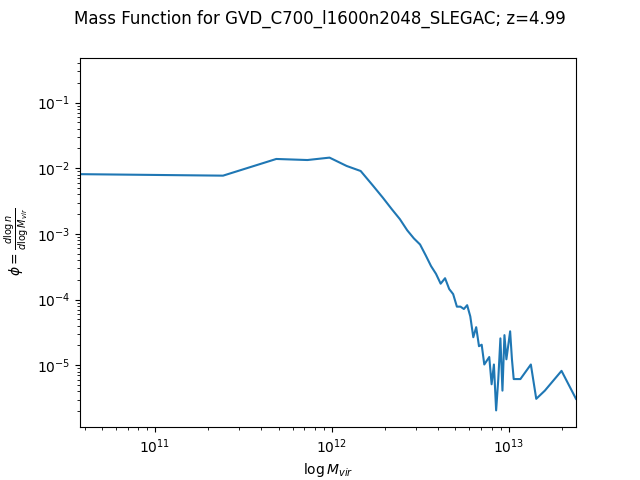 Mass Function for GVD_C700_l1600n2048_SLEGAC; z=4.99
10⁻¹
10⁻²
10⁻³
10⁻⁴
10⁻⁵
ϕ = d log n / d log M_vir
10¹¹ 10¹² 10¹³
log M_vir